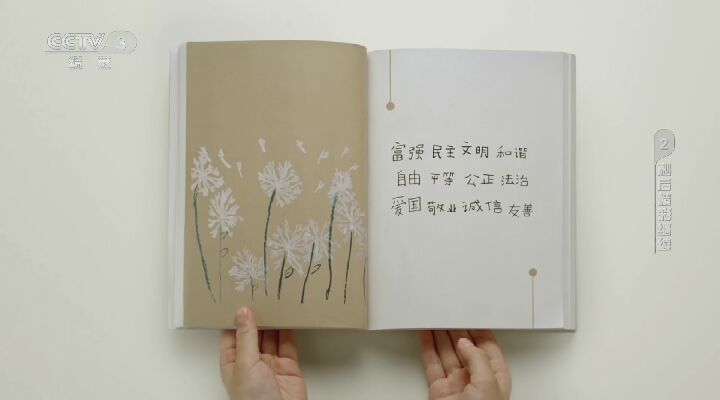 CCTV 3
综艺
富强 民主 文明 和谐
自由 平等 公正 法治
爱国 敬业 诚信 友善
2
秒后精彩继续